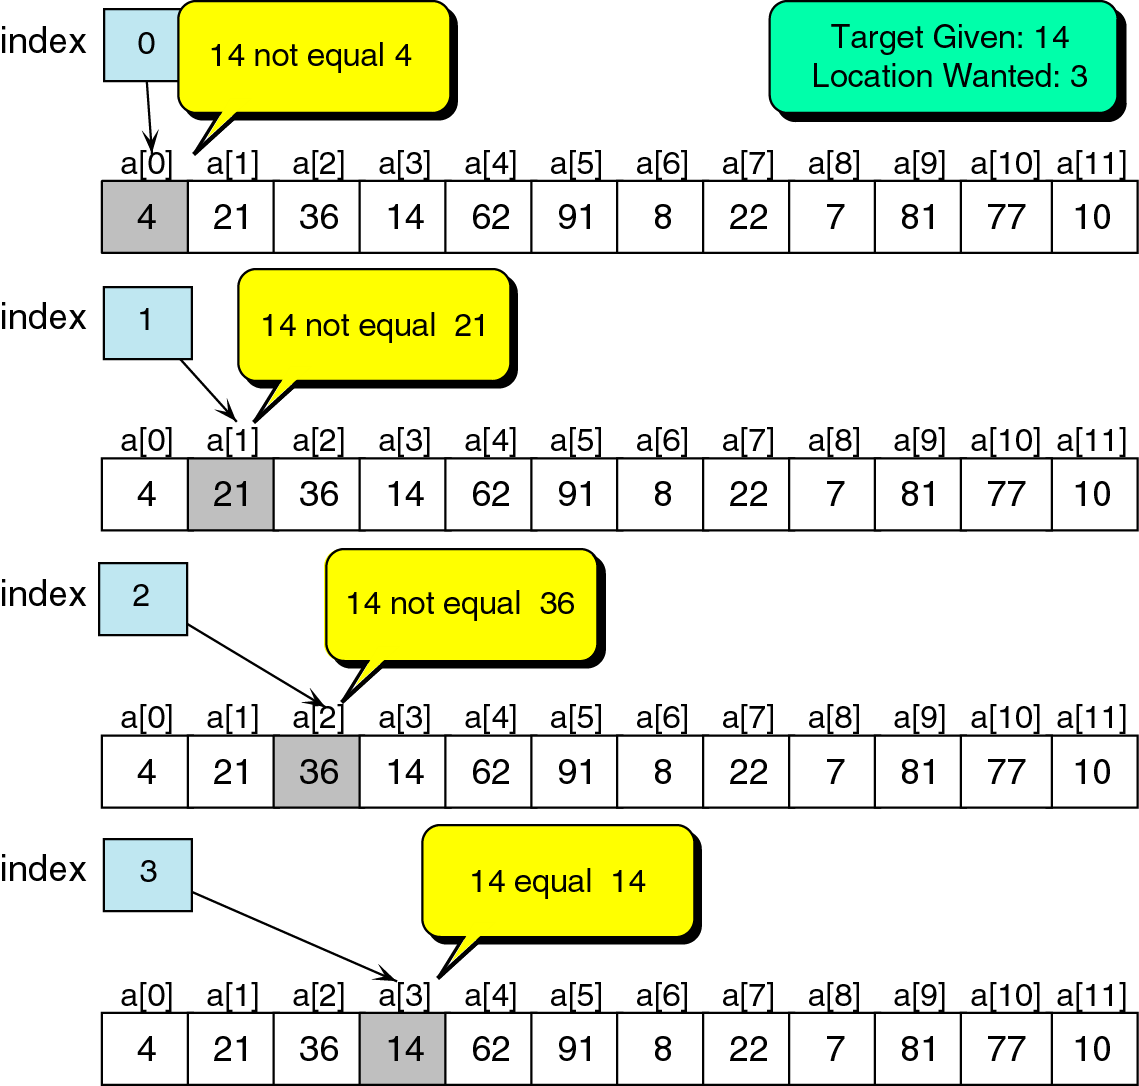 index 0
14 not equal 4
Target Given: 14
Location Wanted: 3
a[0] a[1] a[2] a[3] a[4] a[5] a[6] a[7] a[8] a[9] a[10] a[11]
4 21 36 14 62 91 8 22 7 81 77 10
index 1
14 not equal 21
a[0] a[1] a[2] a[3] a[4] a[5] a[6] a[7] a[8] a[9] a[10] a[11]
4 21 36 14 62 91 8 22 7 81 77 10
index 2
14 not equal 36
a[0] a[1] a[2] a[3] a[4] a[5] a[6] a[7] a[8] a[9] a[10] a[11]
4 21 36 14 62 91 8 22 7 81 77 10
index 3
14 equal 14
a[0] a[1] a[2] a[3] a[4] a[5] a[6] a[7] a[8] a[9] a[10] a[11]
4 21 36 14 62 91 8 22 7 81 77 10